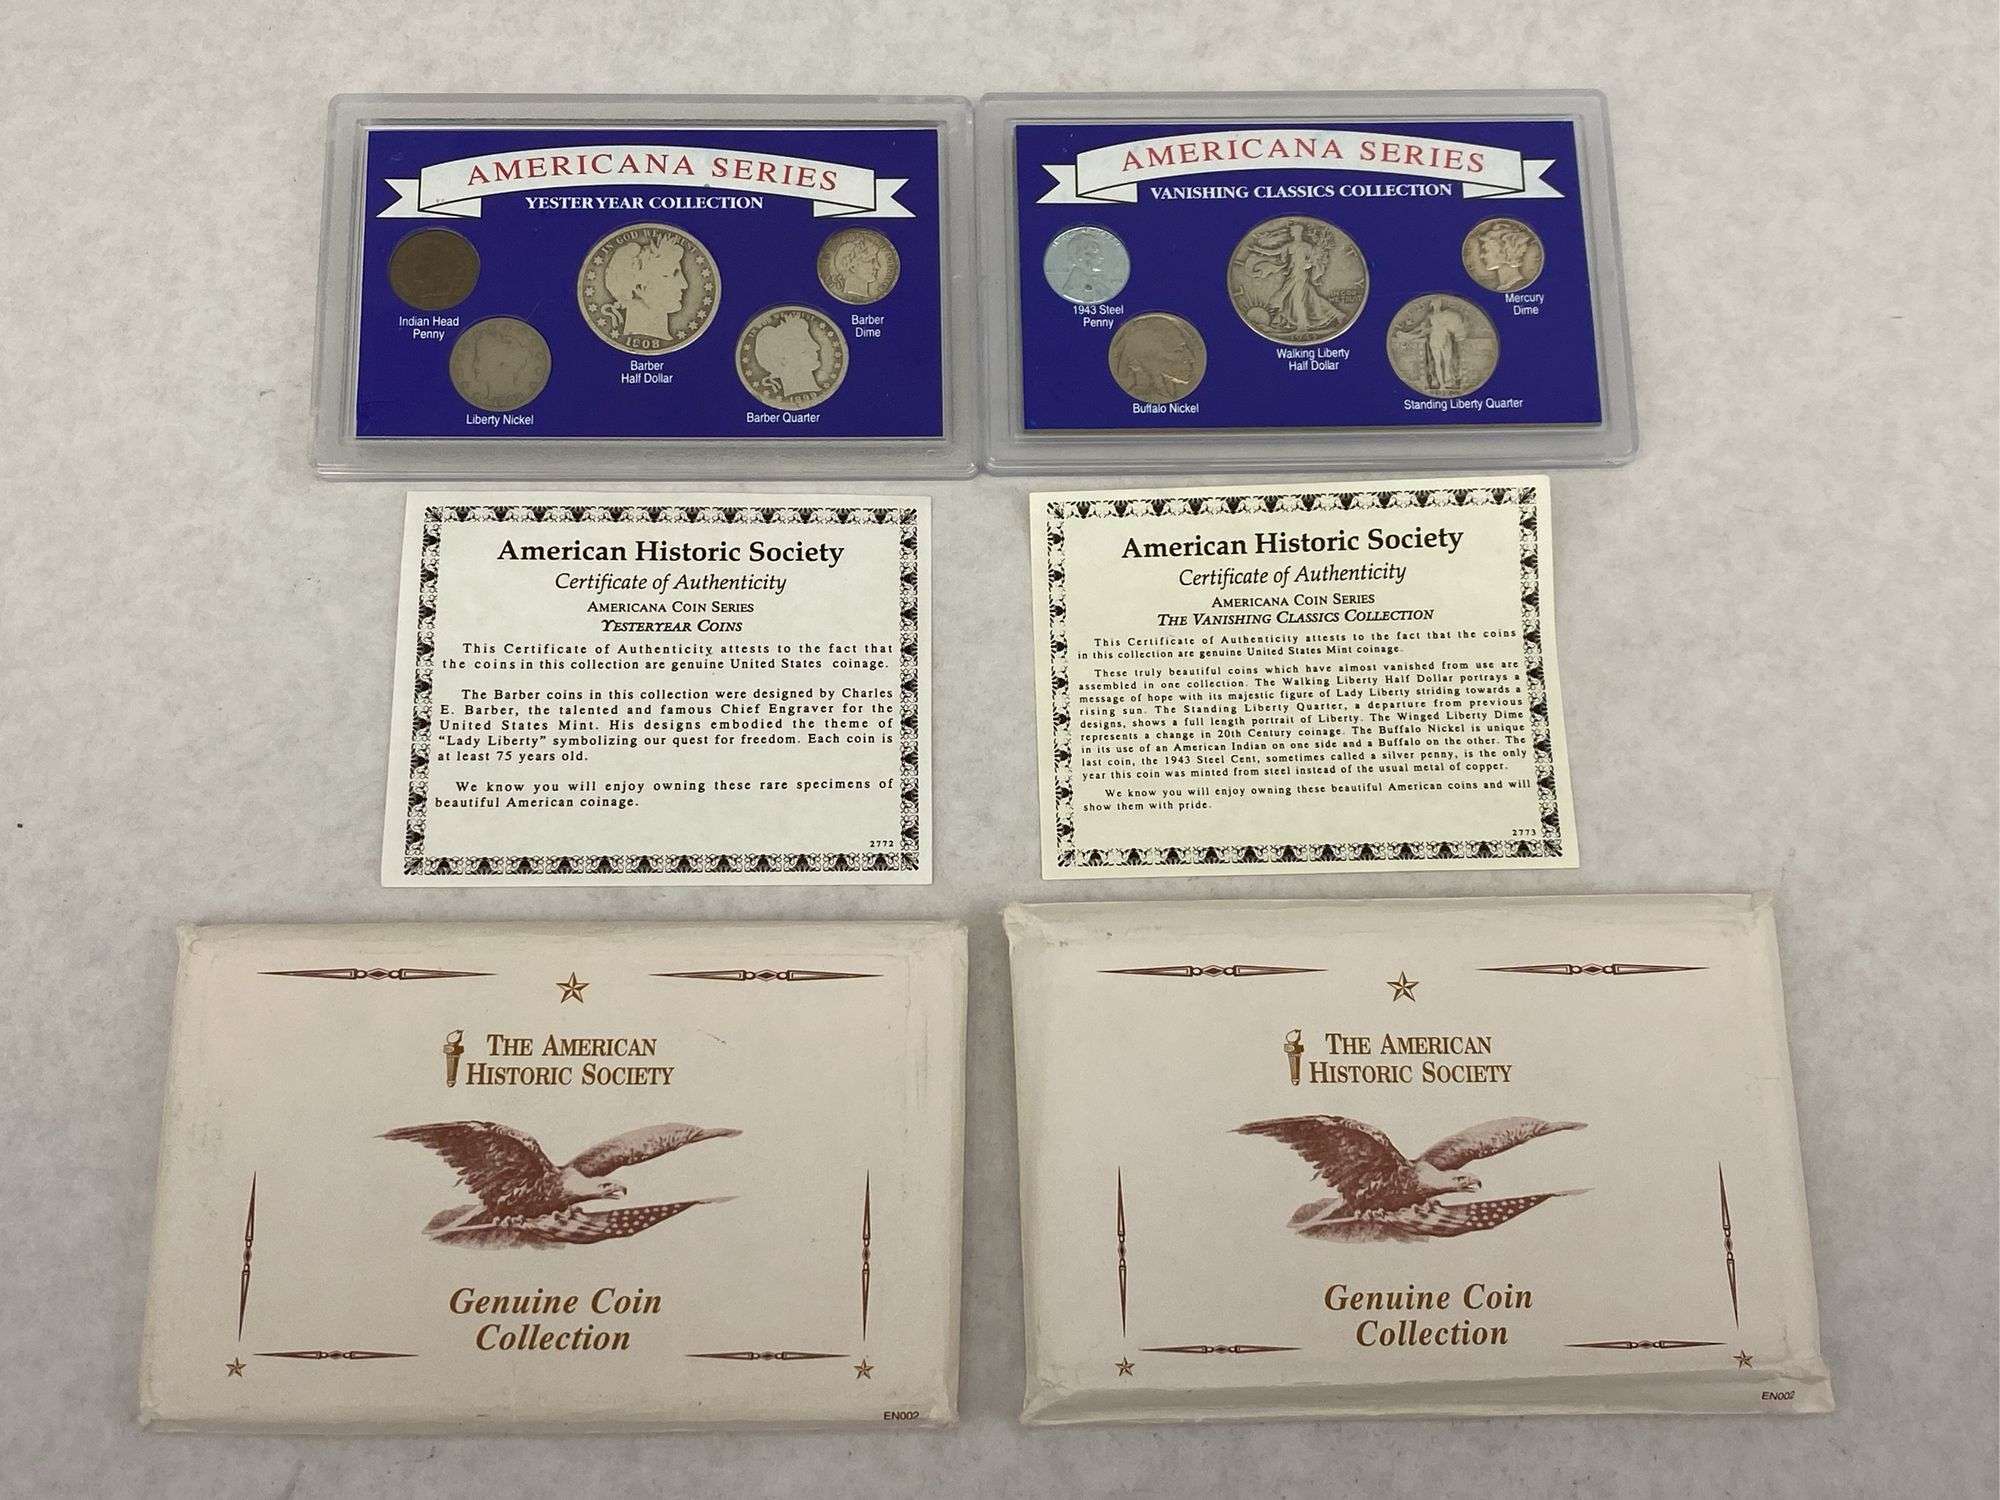 AMERICANA SERIES
YESTERYEAR COLLECTION
IN GOD WE TRUST
1908
Indian Head
Penny
Liberty Nickel
Barber
Half Dollar
Barber Quarter
Barber
Dime
AMERICANA SERIES
VANISHING CLASSICS COLLECTION
1943 Steel
Penny
Buffalo Nickel
Walking Liberty
Half Dollar
Standing Liberty Quarter
Mercury
Dime
American Historic Society
Certificate of Authenticity
AMERICANA COIN SERIES
YESTERYEAR COINS
This Certificate of Authenticity attests to the fact that
the coins in this collection are genuine United States coinage.
The Barber coins in this collection were designed by Charles
E. Barber, the talented and famous Chief Engraver for the
United States Mint. His designs embodied the theme of
"Lady Liberty" symbolizing our quest for freedom. Each coin is
at least 75 years old.
We know you will enjoy owning these rare specimens of
beautiful American coinage.
2772
American Historic Society
Certificate of Authenticity
AMERICANA COIN SERIES
THE VANISHING CLASSICS COLLECTION
This Certificate of Authenticity attests to the fact that the coins
in this collection are genuine United States Mint coinage.
These truly beautiful coins which have almost vanished from use are
assembled in one collection. The Walking Liberty Half Dollar portrays a
message of hope with its majestic figure of Lady Liberty striding towards a
rising sun. The Standing Liberty Quarter, a departure from previous
designs, shows a full length portrait of Liberty. The Winged Liberty Dime
represents a change in 20th Century coinage. The Buffalo Nickel is unique
in its use of an American Indian on one side and a Buffalo on the other. The
last coin, the 1943 Steel Cent, sometimes called a silver penny, is the only
year this coin was minted from steel instead of the usual metal of copper.
We know you will enjoy owning these beautiful American coins and will
show them with pride.
2773
THE AMERICAN
HISTORIC SOCIETY
Genuine Coin
Collection
EN002
THE AMERICAN
HISTORIC SOCIETY
Genuine Coin
Collection
EN002